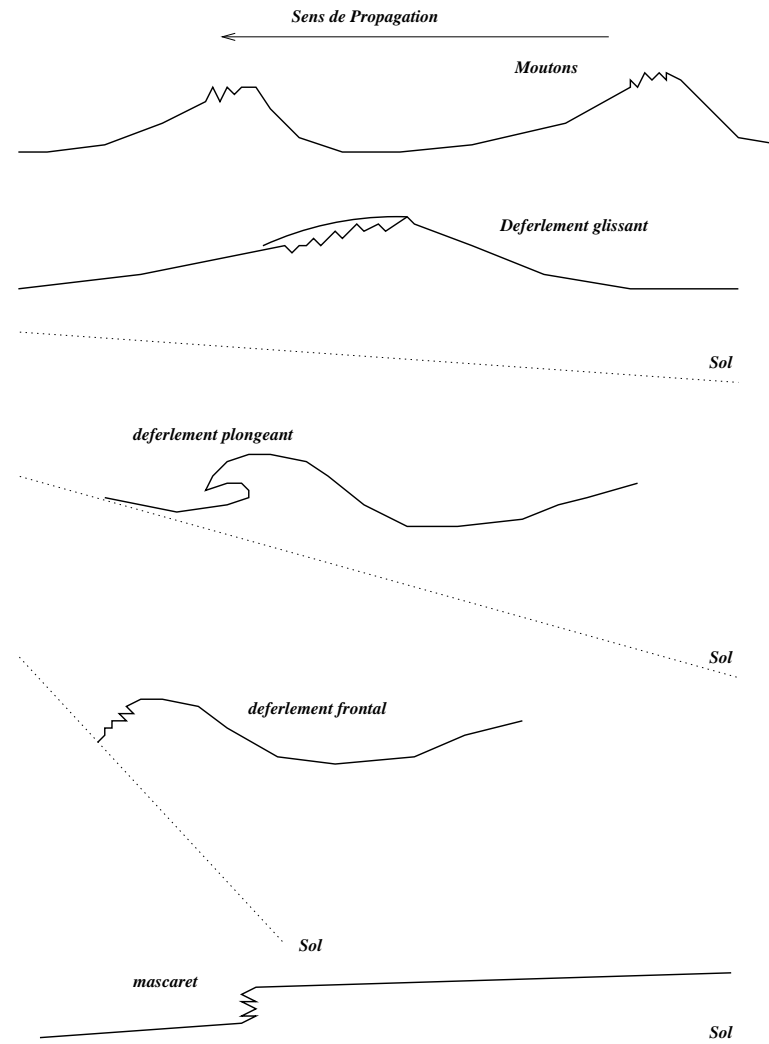 Sens de Propagation
Moutons
Deferlement glissant
Sol
deferlement plongeant
Sol
deferlement frontal
Sol
mascaret
Sol